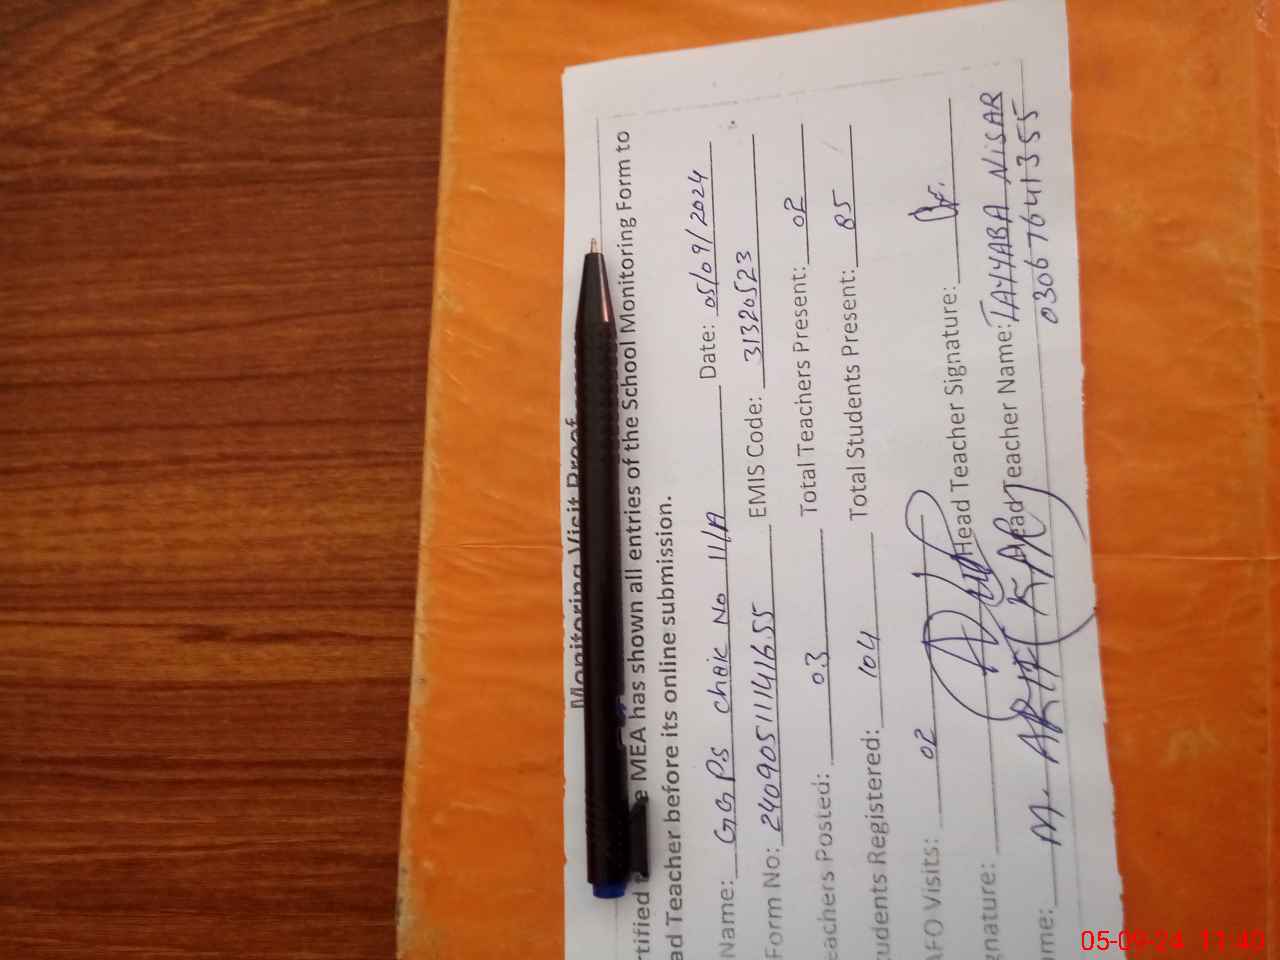 Monitoring Visit Proof
rtified t e MEA has shown all entries of the School Monitoring Form to
ad Teacher before its online submission.
Name: GGPS chak No 11/A Date: 05/09/2024
Form No: 240905111416.55 EMIS Code: 31320523
eachers Posted: 03 Total Teachers Present: 02
udents Registered: 104 Total Students Present: 85
AFO Visits: 02
gnature: Head Teacher Signature:
me: M. ARIF (KAR) ead Teacher Name: TAYYABA NISAR
03067641355
05-09-24 11:40